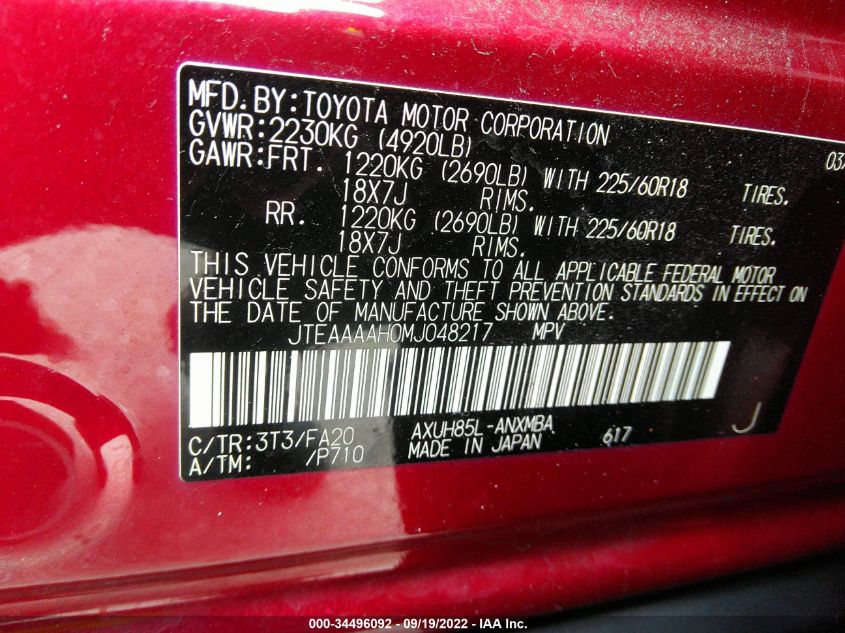 MFD.BY:TOYOTA MOTOR CORPORATION
GVWR:2230KG (4920LB) 03
GAWR:FRT. 1220KG (2690LB) WITH 225/60R18 TIRES.
18X7J RIMS.
RR. 1220KG (2690LB) WITH 225/60R18 TIRES.
18X7J RIMS.
THIS VEHICLE CONFORMS TO ALL APPLICABLE FEDERAL MOTOR
VEHICLE SAFETY AND THEFT PREVENTION STANDARDS IN EFFECT ON
THE DATE OF MANUFACTURE SHOWN ABOVE.
JTEAAAAH0MJ048217 MPV
C/TR:3T3/FA20 AXUH85L-ANXMBA 617 J
A/TM: /P710 MADE IN JAPAN
000-34496092 - 09/19/2022 - IAA Inc.